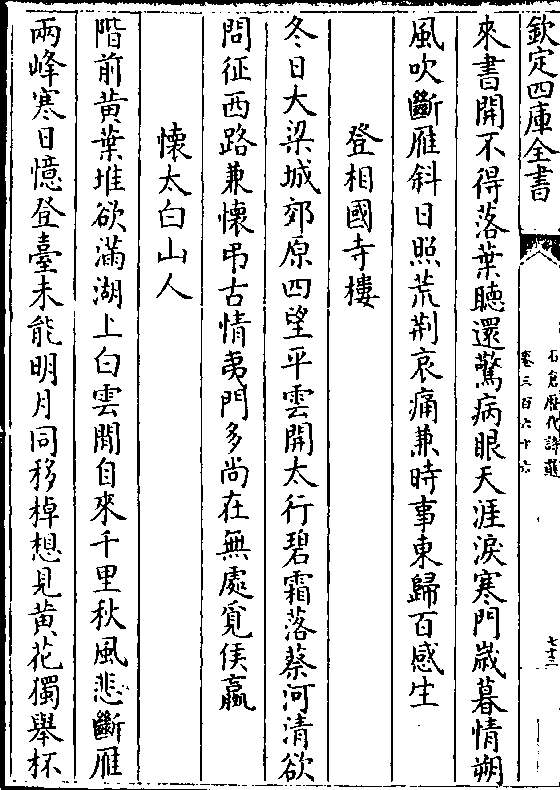 欽定四庫全書
石倉歷代詩選
卷三百六十六
七十三
來書開不得落葉聽還驚病眼天涯淚寒門歲暮情朔
風吹斷雁斜日照荒荆哀痛兼時事東歸百感生
登相國寺樓
冬日大梁城郊原四望平雲開太行碧霜落蔡河清欲
問征西路兼懷弔古情夷門多尚在無處覓侯嬴
懷太白山人
階前黄葉堆欲滿湖上白雲閒自來千里秋風悲斷雁
兩峰寒日憶登臺未能明月同移棹想見黄花獨舉杯